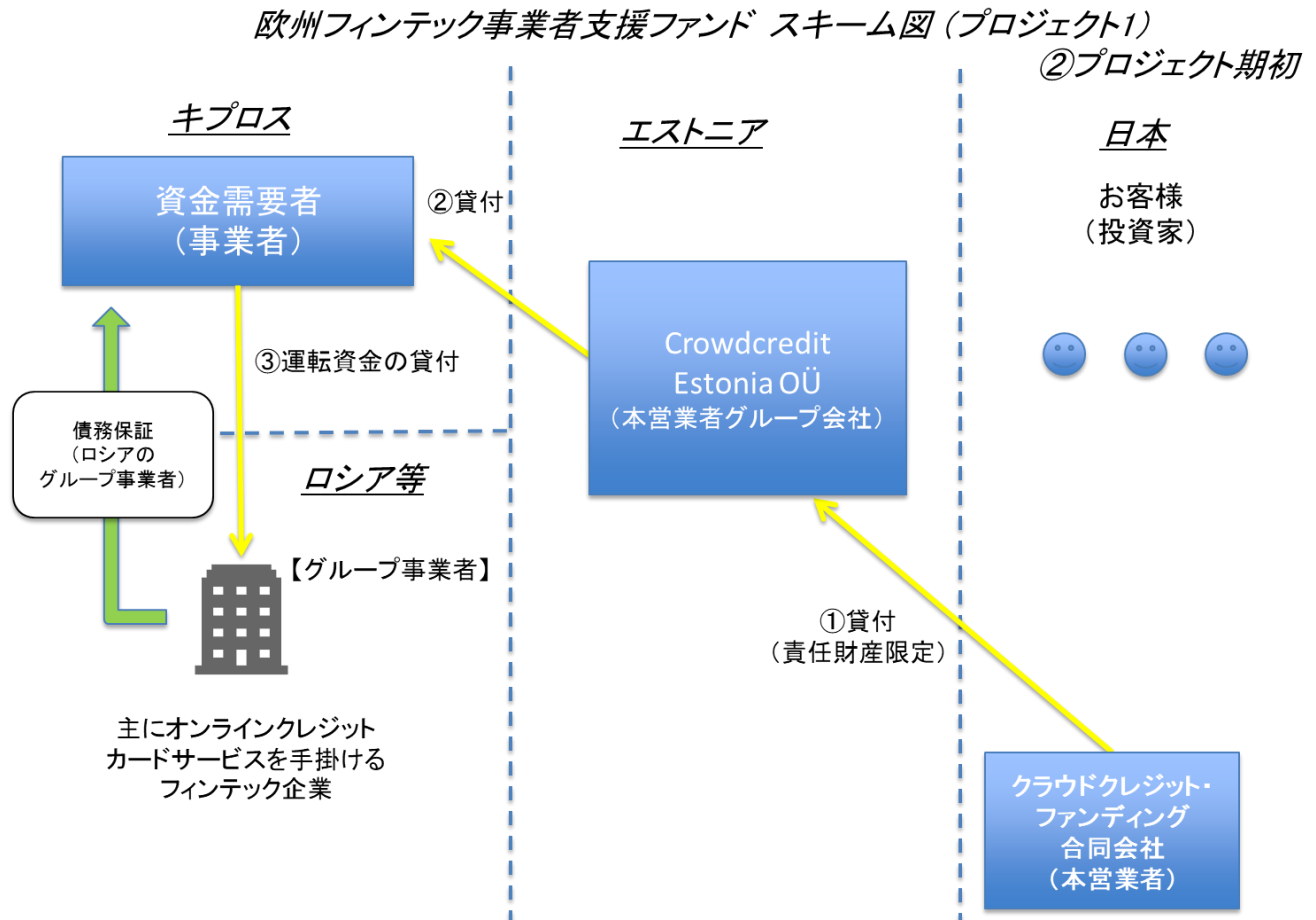 欧州フィンテック事業者支援ファンド スキーム図 (プロジェクト1)
②プロジェクト期初
キプロス
エストニア
日本
資金需要者
(事業者)
②貸付
お客様
(投資家)
Crowdcredit
Estonia OÜ
(本営業者グループ会社)
③運転資金の貸付
債務保証
(ロシアの
グループ事業者)
ロシア等
【グループ事業者】
①貸付
(責任財産限定)
主にオンラインクレジット
カードサービスを手掛ける
フィンテック企業
クラウドクレジット・
ファンディング
合同会社
(本営業者)